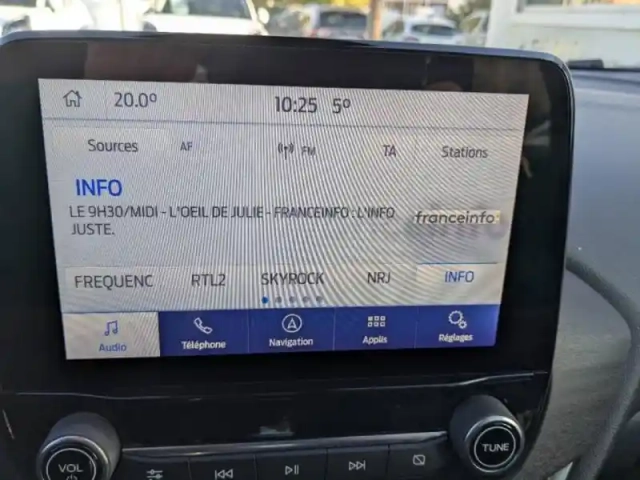 20.0° 10:25 5°
Sources AF FM TA Stations
INFO
LE 9H30/MIDI - L'OEIL DE JULIE - FRANCEINFO : L'INFO
JUSTE.
franceinfo:
FREQUENC RTL2 SKYROCK NRJ INFO
Audio Téléphone Navigation Applis Réglages
VOL TUNE